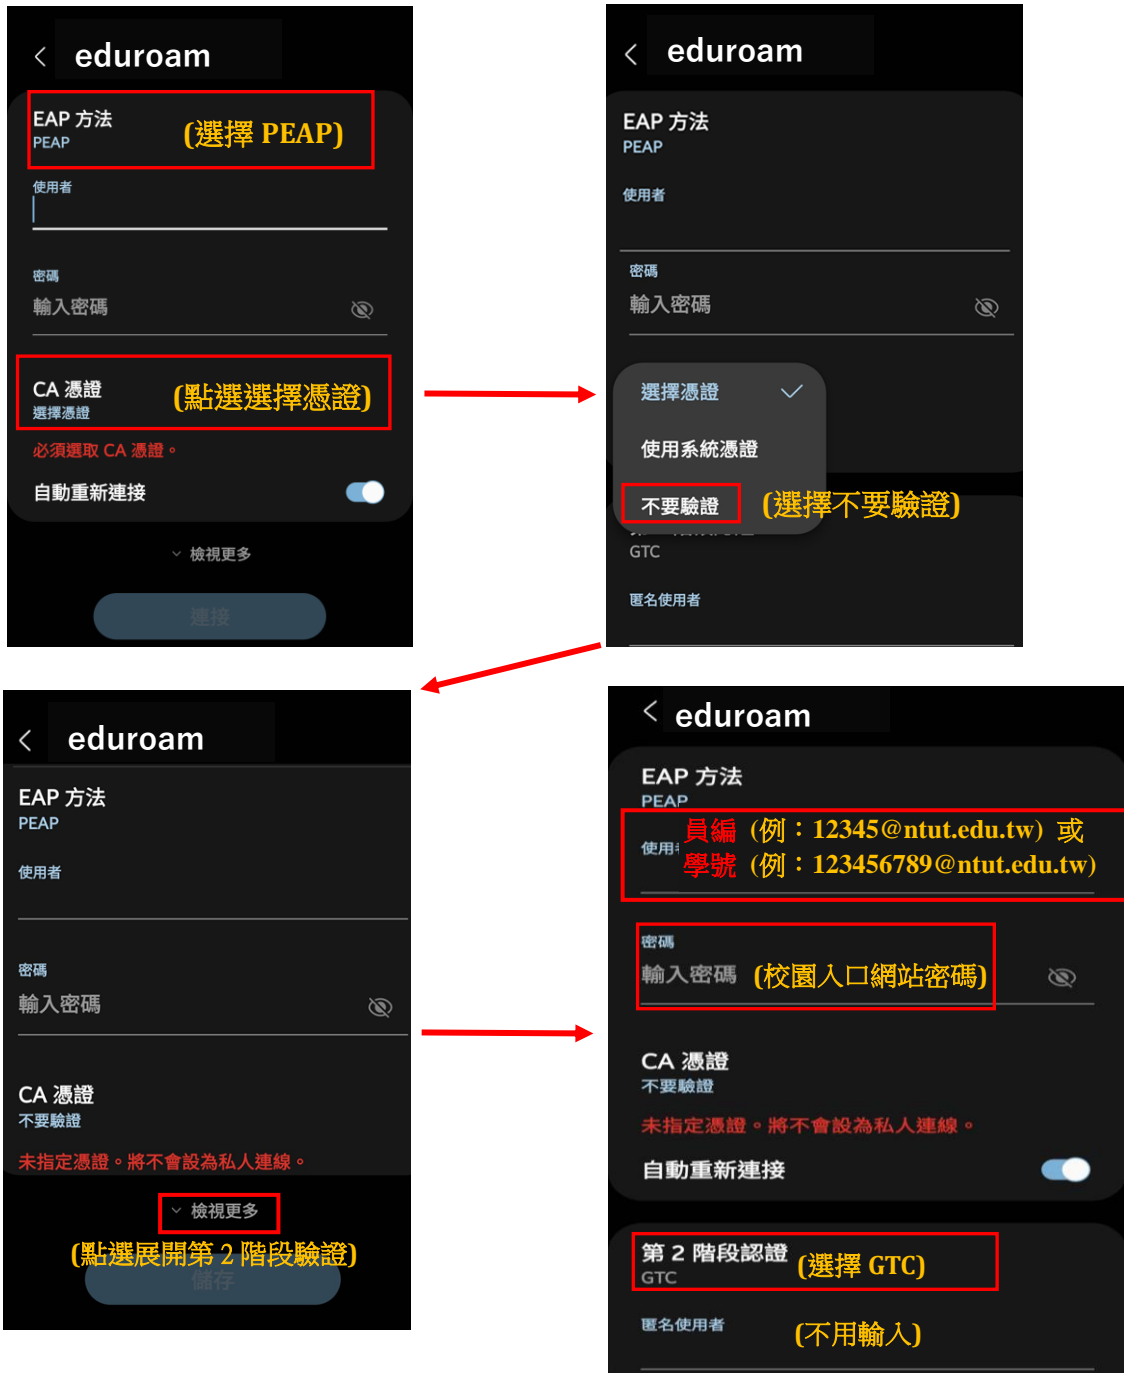 eduroam
EAP 方法
PEAP
(選擇 PEAP)
使用者
密碼
輸入密碼
CA 憑證
選擇憑證
(點選選擇憑證)
必須選取 CA 憑證。
自動重新連接
檢視更多
連接
eduroam
EAP 方法
PEAP
使用者
密碼
輸入密碼
選擇憑證
使用系統憑證
不要驗證
(選擇不要驗證)
GTC
匿名使用者
eduroam
EAP 方法
PEAP
使用者
密碼
輸入密碼
CA 憑證
不要驗證
未指定憑證。將不會設為私人連線。
檢視更多
(點選展開第 2 階段驗證)
儲存
eduroam
EAP 方法
PEAP
使用
員編 (例：12345@ntut.edu.tw) 或
學號 (例：123456789@ntut.edu.tw)
密碼
輸入密碼 (校園入口網站密碼)
CA 憑證
不要驗證
未指定憑證。將不會設為私人連線。
自動重新連接
第 2 階段認證
GTC
(選擇 GTC)
匿名使用者
(不用輸入)